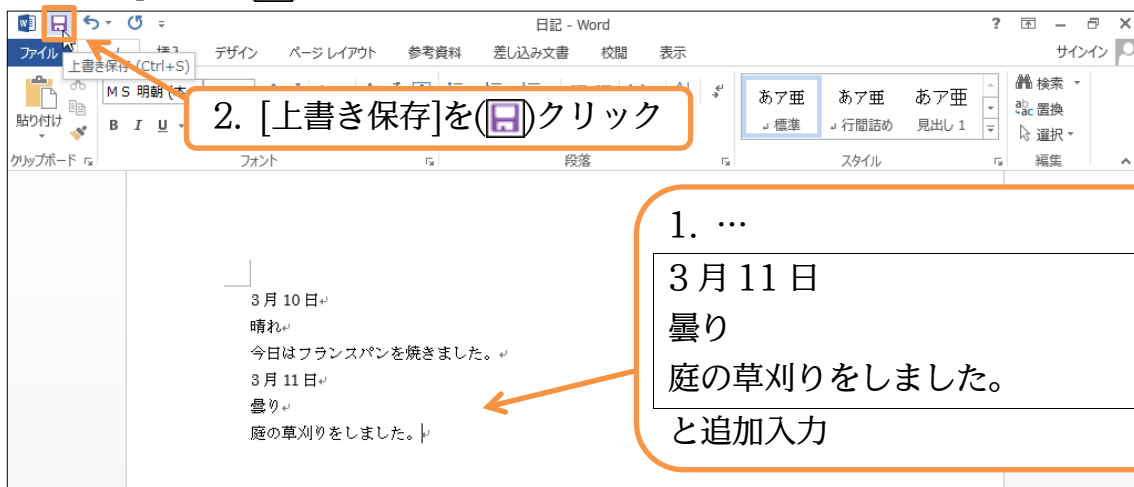 日記 - Word
?
ファイル
挿入 デザイン ページ レイアウト 参考資料 差し込み文書 校閲 表示 サインイン
上書き保存 (Ctrl+S)
ＭＳ 明朝 (本
貼り付け
B I U
2. [上書き保存]を()クリック
あア亜 あア亜 あア亜
標準 行間詰め 見出し 1
検索
置換
選択
クリップボード フォント 段落 スタイル 編集
1. …
3 月 11 日
曇り
庭の草刈りをしました。
と追加入力
3 月 10 日
晴れ
今日はフランスパンを焼きました。
3 月 11 日
曇り
庭の草刈りをしました。